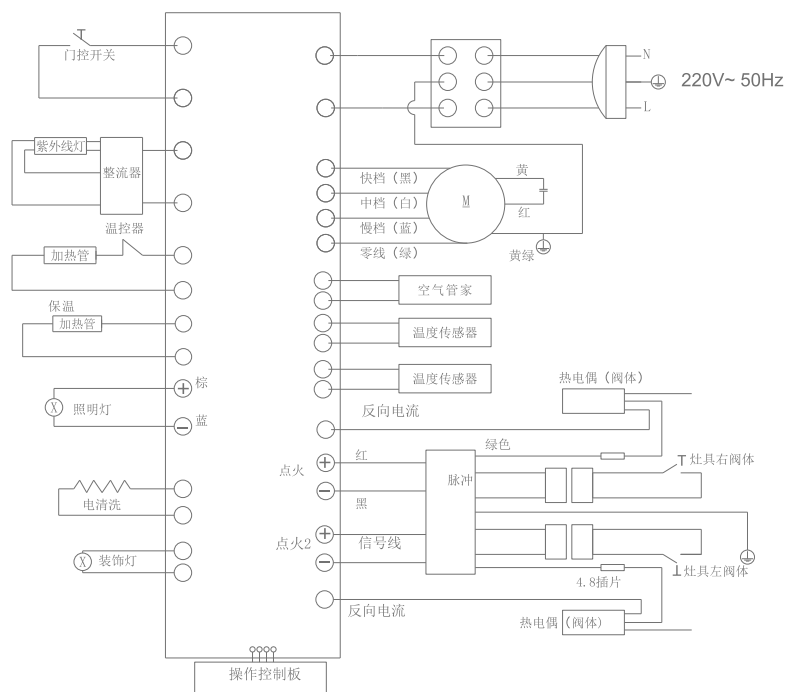 门控开关
N
220V~ 50Hz
L
紫外线灯
整流器
快档（黑）
黄
中档（白）
M
红
慢档（蓝）
零线（绿）
黄绿
温控器
加热管
空气管家
保温
加热管
温度传感器
温度传感器
棕
照明灯
X
蓝
热电偶（阀体）
反向电流
绿色
点火
红
灶具右阀体
脉冲
黑
电清洗
点火2
信号线
装饰灯
X
灶具左阀体
4.8插片
反向电流
热电偶（阀体）
操作控制板